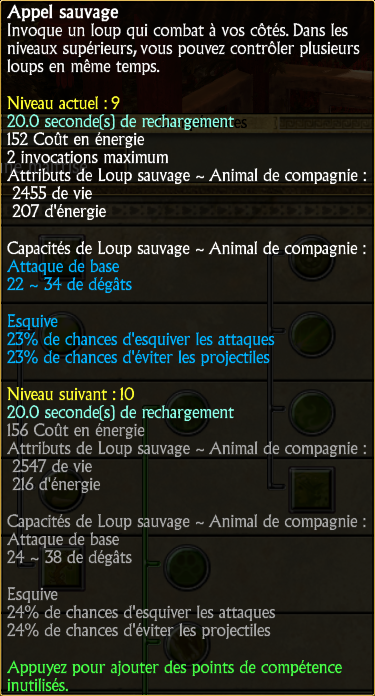 Appel sauvage
Invoque un loup qui combat à vos côtés. Dans les
niveaux supérieurs, vous pouvez contrôler plusieurs
loups en même temps.
Niveau actuel : 9
20.0 seconde(s) de rechargement
152 Coût en énergie
2 invocations maximum
Attributs de Loup sauvage ~ Animal de compagnie :
2455 de vie
207 d'énergie
Capacités de Loup sauvage ~ Animal de compagnie :
Attaque de base
22 ~ 34 de dégâts
Esquive
23% de chances d'esquiver les attaques
23% de chances d'éviter les projectiles
Niveau suivant : 10
20.0 seconde(s) de rechargement
156 Coût en énergie
Attributs de Loup sauvage ~ Animal de compagnie :
2547 de vie
216 d'énergie
Capacités de Loup sauvage ~ Animal de compagnie :
Attaque de base
24 ~ 38 de dégâts
Esquive
24% de chances d'esquiver les attaques
24% de chances d'éviter les projectiles
Appuyez pour ajouter des points de compétence
inutilisés.